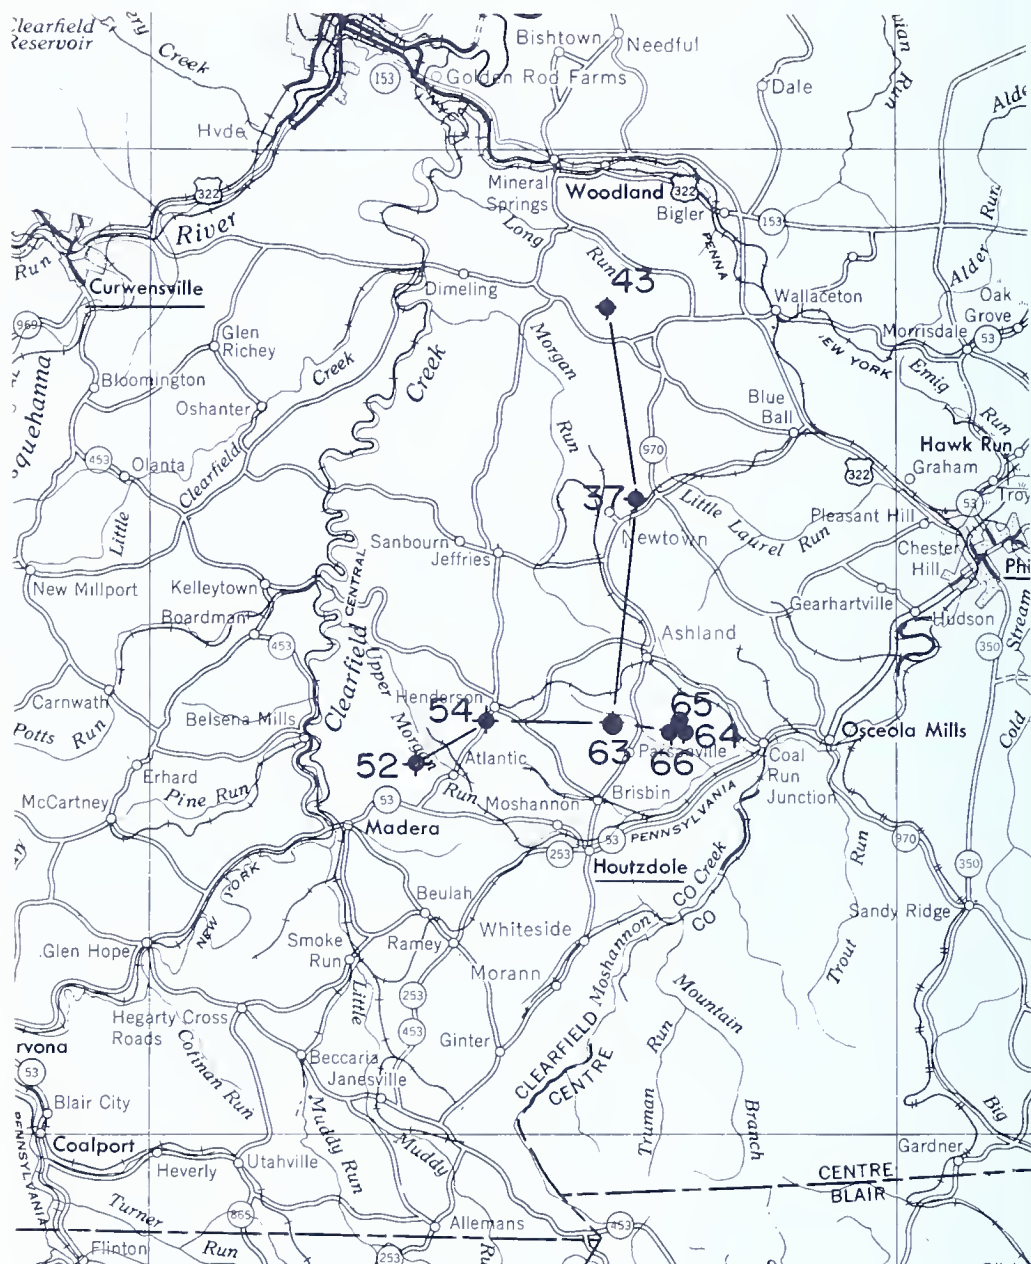 Clearfield
Reservoir
Creek
Bishtown
Needful
153
Golden Rod Farms
Dale
Run
Hyde
322
River
Mineral
Springs
Woodland
322
Bigler
153
PENNA
Long
Run
Run
Alder
Run
Curwensville
Dimeling
43
Wallaceton
Oak
Grove
Morrisdale
53
969
Glen
Richey
Creek
Creek
Morgan
Run
NEW YORK
Emig
Run
Bloomington
Oshanter
Blue
Ball
Hawk Run
Graham
322
970
453
Olanta
Clearfield
Little
37
Little Laurel Run
Pleasant Hill
53
Sanbourn
Jeffries
Newtown
Chester
Hill
New Millport
Kelleytown
CENTRAL
Boardman
Gearhartville
Hudson
Stream
453
Clearfield
Ashland
350
Upper
Morgan
Run
Henderson
Carnwath
Potts Run
Belsena Mills
54
65
64
63
66
Parsonville
Osceola Mills
Cold
52
Atlantic
Coal
Run
Junction
Erhard
Pine Run
McCartney
53
Moshannon
Brisbin
PENNSYLVANIA
Madera
253
53
Houtzdole
970
Run
350
NEW YORK
CO Creek
CO
Beulah
Whiteside
Sandy Ridge
Glen Hope
Smoke
Run
Ramey
Moshannon
Trout
Morann
Little
253
Mountain
Hegarty Cross
Roads
453
Run
Cofinan Run
Ginter
CLEARFIELD
CENTRE
rvona
53
Beccaria
Janesville
Blair City
Muddy Run
Muddy
Truman
Branch
Big
PENNSYLVANIA
Coalport
Gardner
Heverly
Utahville
CENTRE
BLAIR
Turner
Run
865
Allemans
453
Flinton
253